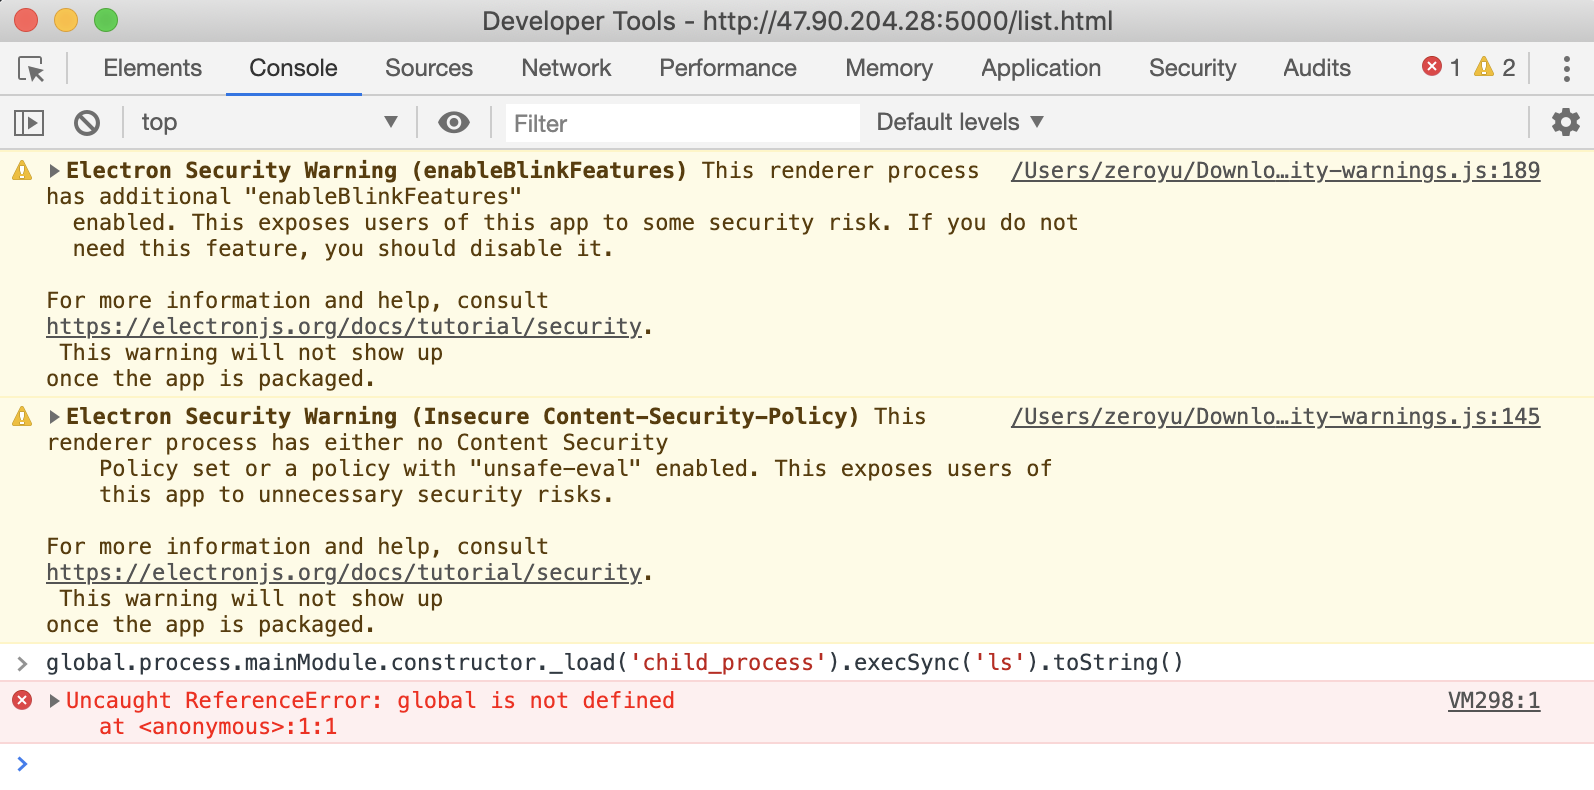 Developer Tools - http://47.90.204.28:5000/list.html
Elements Console Sources Network Performance Memory Application Security Audits 1 2
top Filter Default levels
Electron Security Warning (enableBlinkFeatures) This renderer process /Users/zeroyu/Downlo…ity-warnings.js:189
has additional "enableBlinkFeatures"
enabled. This exposes users of this app to some security risk. If you do not
need this feature, you should disable it.
For more information and help, consult
https://electronjs.org/docs/tutorial/security.
This warning will not show up
once the app is packaged.
Electron Security Warning (Insecure Content-Security-Policy) This /Users/zeroyu/Downlo…ity-warnings.js:145
renderer process has either no Content Security
Policy set or a policy with "unsafe-eval" enabled. This exposes users of
this app to unnecessary security risks.
For more information and help, consult
https://electronjs.org/docs/tutorial/security.
This warning will not show up
once the app is packaged.
> global.process.mainModule.constructor._load('child_process').execSync('ls').toString()
Uncaught ReferenceError: global is not defined VM298:1
at <anonymous>:1:1
>